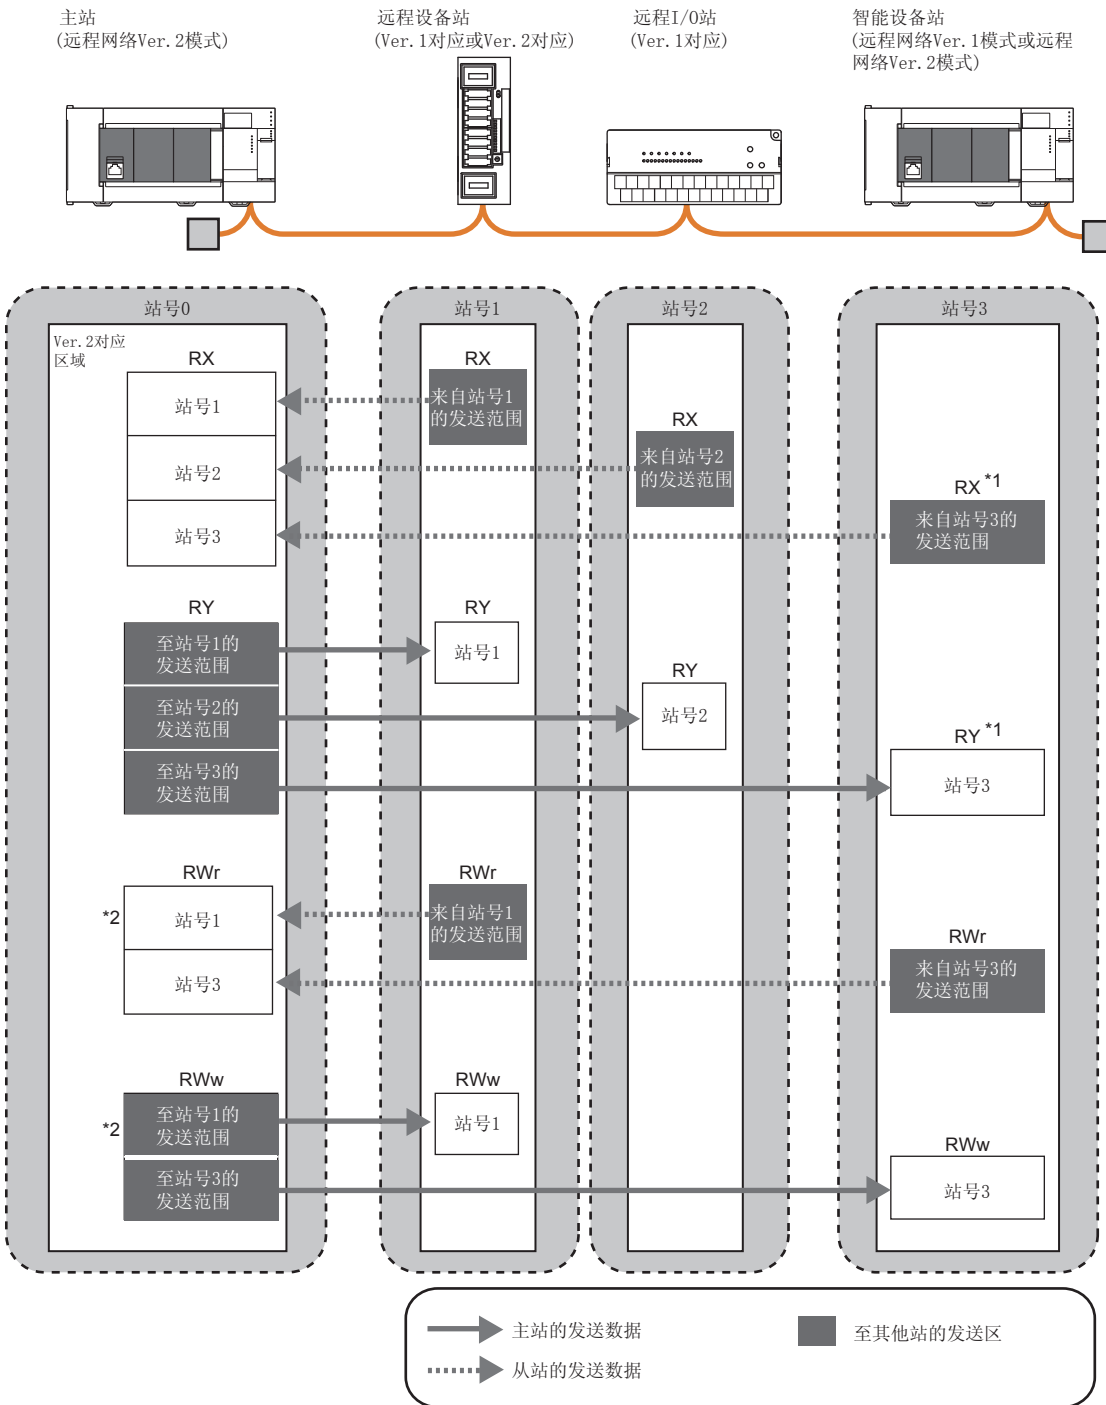 主站
(远程网络Ver.2模式)
远程设备站
(Ver.1对应或Ver.2对应)
远程I/O站
(Ver.1对应)
智能设备站
(远程网络Ver.1模式或远程
网络Ver.2模式)
站号0
站号1
站号2
站号3
Ver.2对应
区域
RX
站号1
站号2
站号3
RX
来自站号1
的发送范围
RX
来自站号2
的发送范围
RX *1
来自站号3的
发送范围
RY
至站号1的
发送范围
至站号2的
发送范围
至站号3的
发送范围
RY
站号1
RY
站号2
RY *1
站号3
RWr
*2
站号1
站号3
RWr
来自站号1
的发送范围
RWr
来自站号3的
发送范围
RWw
*2
至站号1的
发送范围
至站号3的
发送范围
RWw
站号1
RWw
站号3
主站的发送数据
至其他站的发送区
从站的发送数据